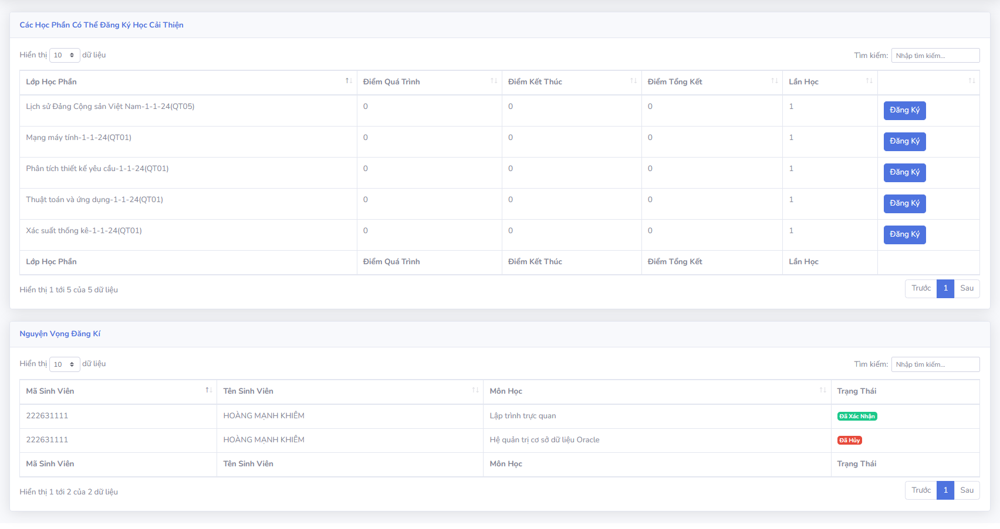 Các Học Phần Có Thể Đăng Ký Học Cải Thiện
Hiển thị 10 dữ liệu Tìm kiếm: Nhập tìm kiếm...
Lớp Học Phần Điểm Quá Trình Điểm Kết Thúc Điểm Tổng Kết Lần Học
Lịch sử Đảng Cộng sản Việt Nam-1-1-24(QT05) 0 0 0 1 Đăng Ký
Mạng máy tính-1-1-24(QT01) 0 0 0 1 Đăng Ký
Phân tích thiết kế yêu cầu-1-1-24(QT01) 0 0 0 1 Đăng Ký
Thuật toán và ứng dụng-1-1-24(QT01) 0 0 0 1 Đăng Ký
Xác suất thống kê-1-1-24(QT01) 0 0 0 1 Đăng Ký
Lớp Học Phần Điểm Quá Trình Điểm Kết Thúc Điểm Tổng Kết Lần Học
Hiển thị 1 tới 5 của 5 dữ liệu Trước 1 Sau
Nguyện Vọng Đăng Kí
Hiển thị 10 dữ liệu Tìm kiếm: Nhập tìm kiếm...
Mã Sinh Viên Tên Sinh Viên Môn Học Trạng Thái
222631111 HOÀNG MẠNH KHIÊM Lập trình trực quan Đã Xác Nhận
222631111 HOÀNG MẠNH KHIÊM Hệ quản trị cơ sở dữ liệu Oracle Đã Hủy
Mã Sinh Viên Tên Sinh Viên Môn Học Trạng Thái
Hiển thị 1 tới 2 của 2 dữ liệu Trước 1 Sau